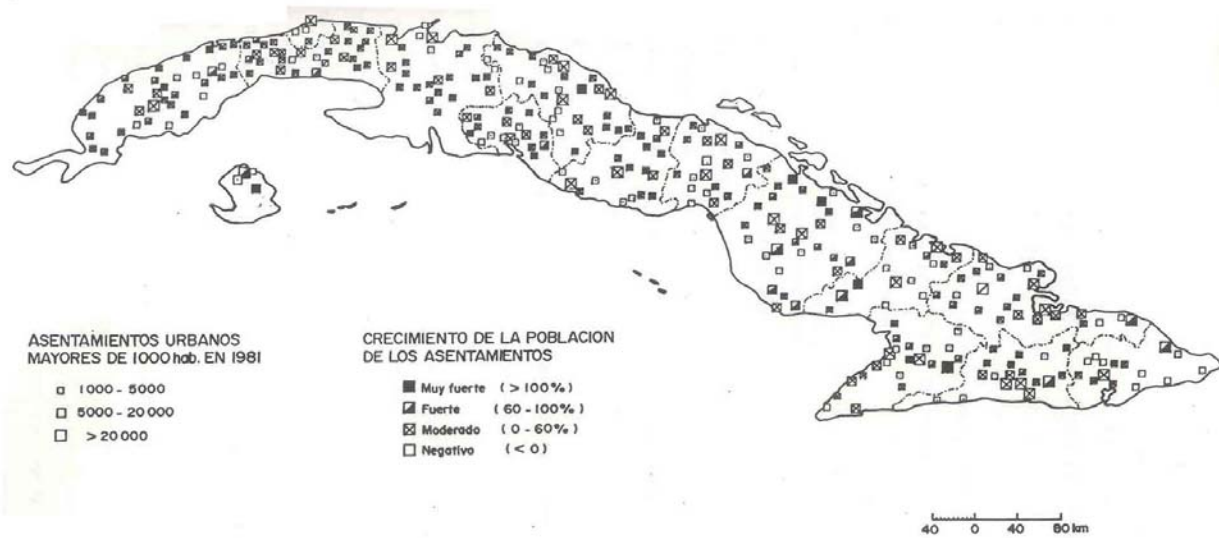 ASENTAMIENTOS URBANOS
MAYORES DE 1000 hab. EN 1981
1000 - 5000
5000 - 20 000
> 20 000
CRECIMIENTO DE LA POBLACION
DE LOS ASENTAMIENTOS
Muy fuerte (> 100%)
Fuerte (60 - 100%)
Moderado (0 - 60%)
Negativo (< 0)
40 0 40 80 km